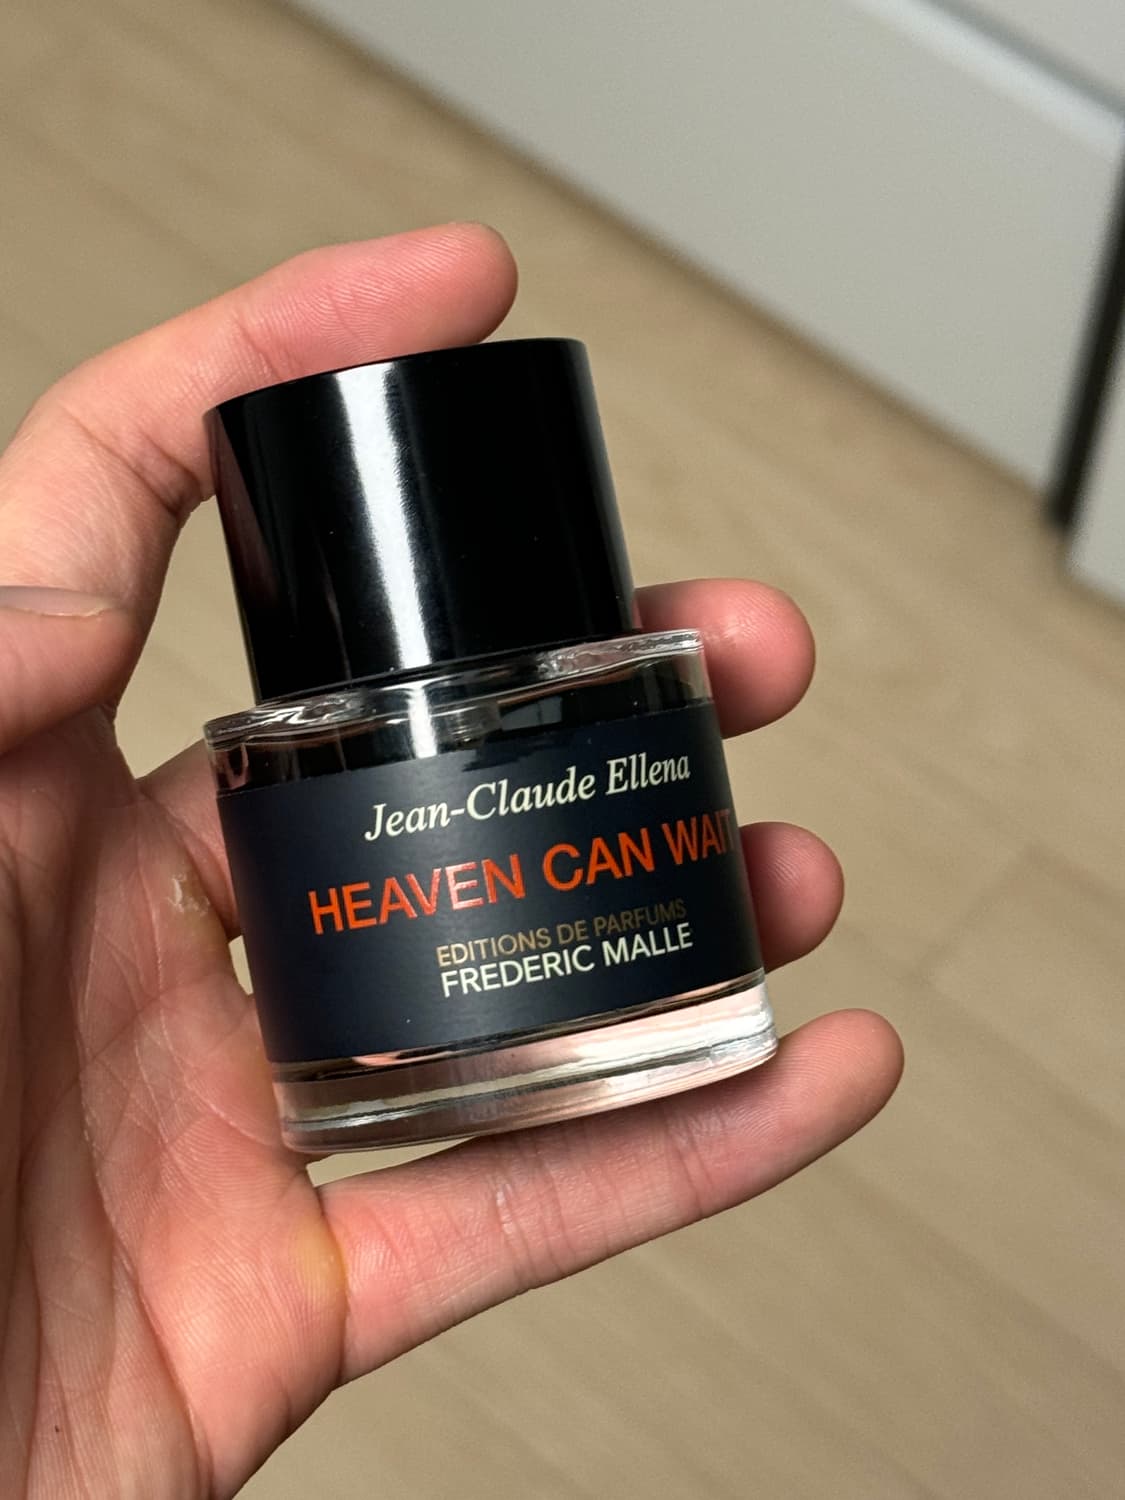 Jean-Claude Ellena
HEAVEN CAN WAIT
EDITIONS DE PARFUMS
FREDERIC MALLE